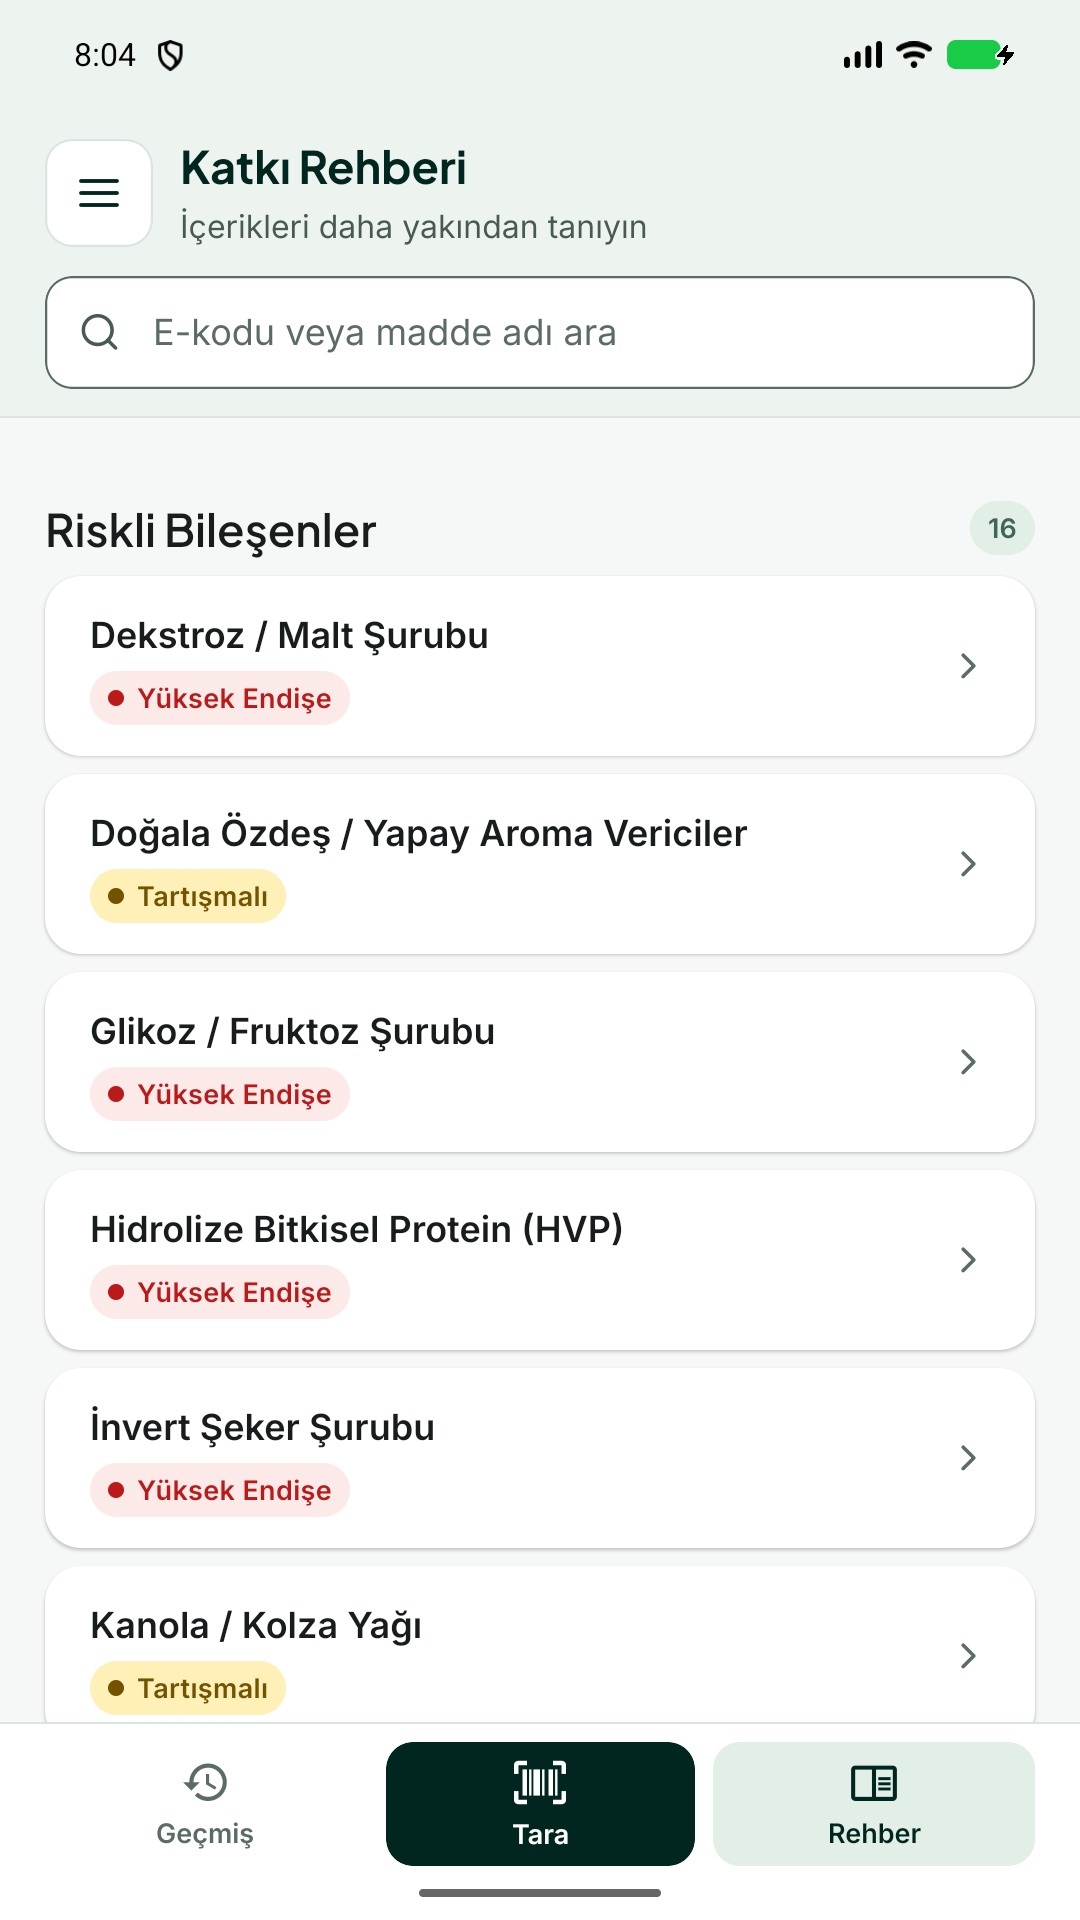 8:04
Katkı Rehberi
İçerikleri daha yakından tanıyın
E-kodu veya madde adı ara
Riskli Bileşenler
16
Dekstroz / Malt Şurubu
Yüksek Endişe
Doğala Özdeş / Yapay Aroma Vericiler
Tartışmalı
Glikoz / Fruktoz Şurubu
Yüksek Endişe
Hidrolize Bitkisel Protein (HVP)
Yüksek Endişe
İnvert Şeker Şurubu
Yüksek Endişe
Kanola / Kolza Yağı
Tartışmalı
Geçmiş
Tara
Rehber